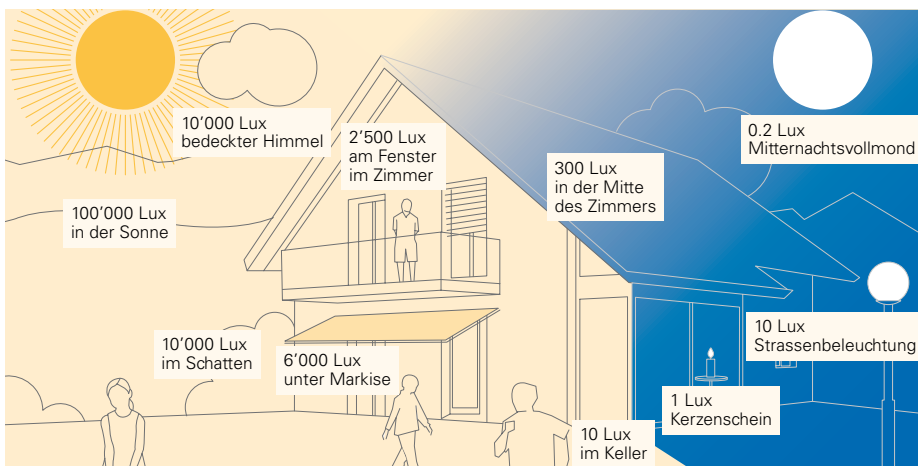 10’000 Lux
bedeckter Himmel
2’500 Lux
am Fenster
im Zimmer
0.2 Lux
Mitternachtsvollmond
300 Lux
in der Mitte
des Zimmers
100’000 Lux
in der Sonne
10’000 Lux
im Schatten
6’000 Lux
unter Markise
10 Lux
Strassenbeleuchtung
1 Lux
Kerzenschein
10 Lux
im Keller